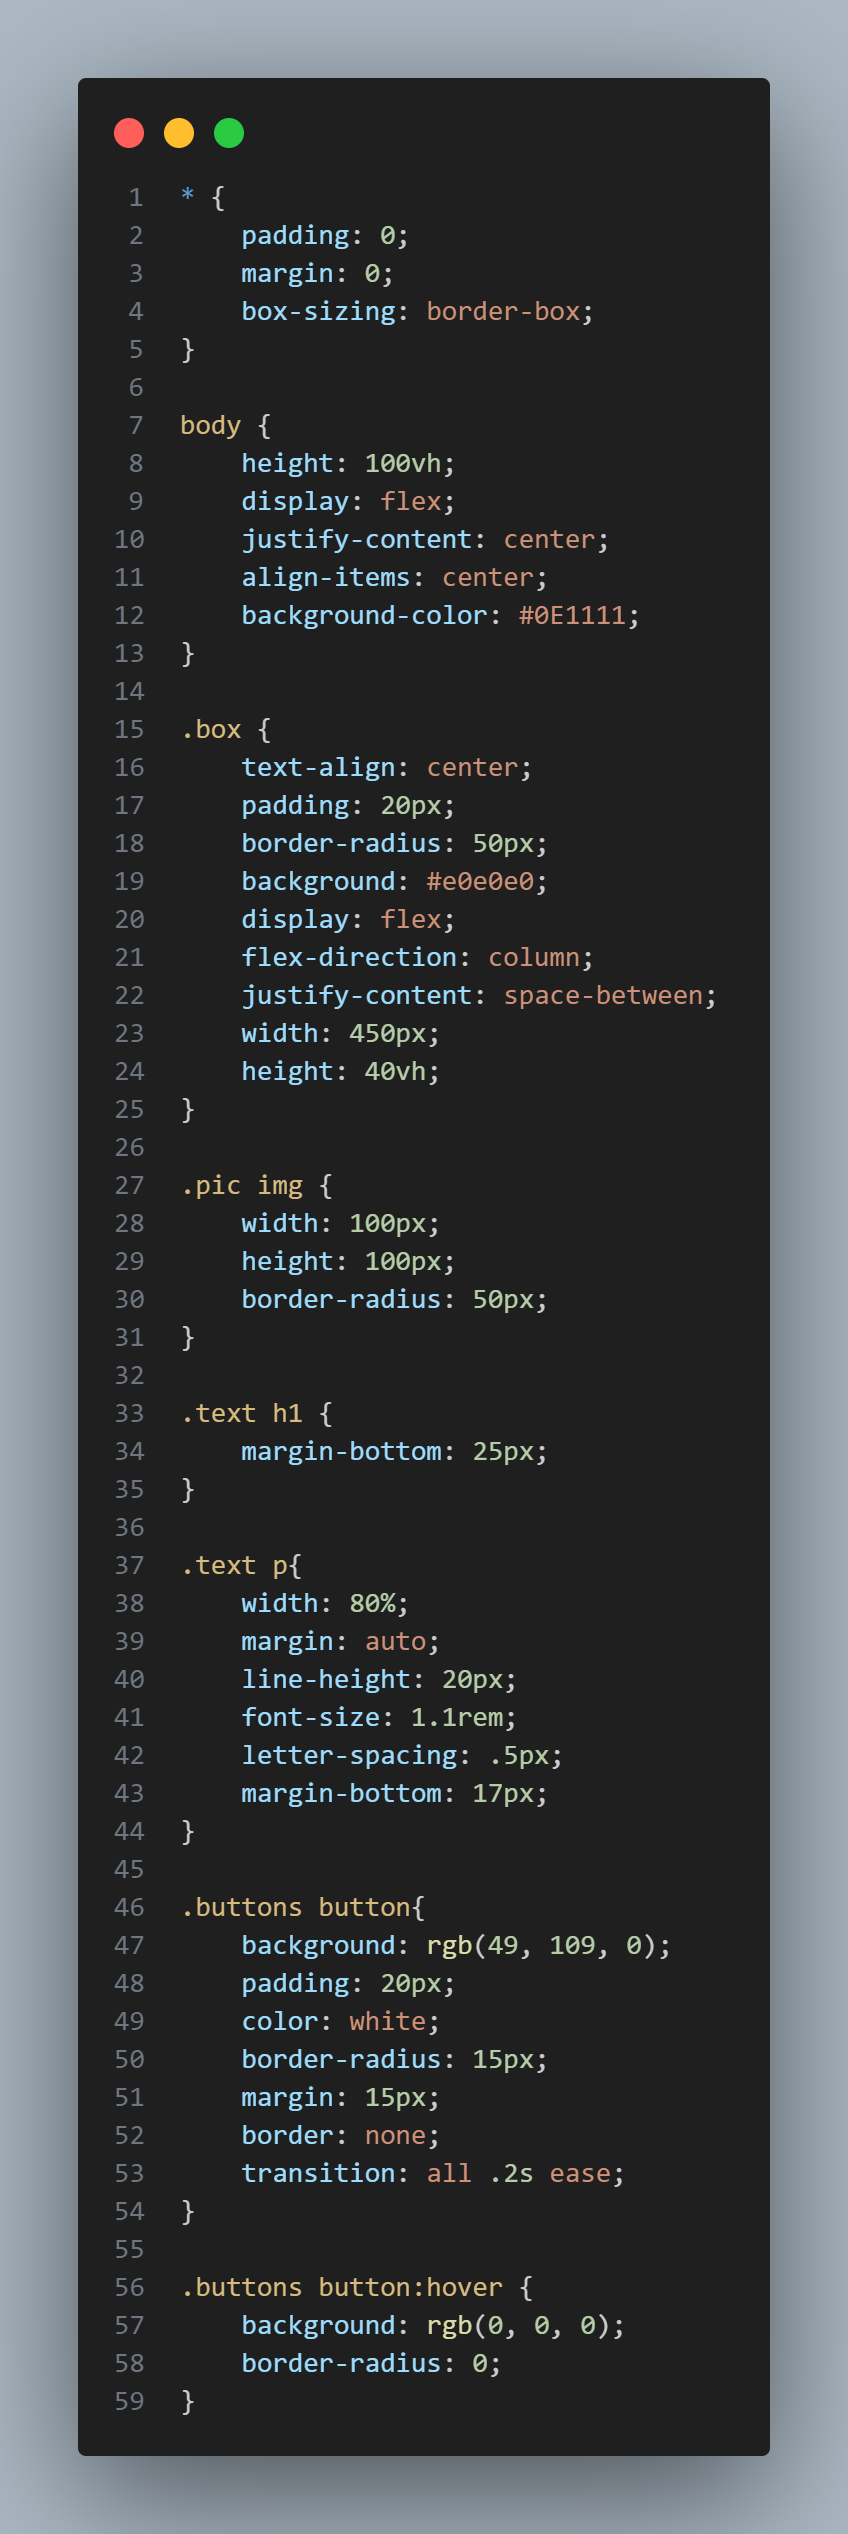 1 * {
2     padding: 0;
3     margin: 0;
4     box-sizing: border-box;
5 }
6
7 body {
8     height: 100vh;
9     display: flex;
10     justify-content: center;
11     align-items: center;
12     background-color: #0E1111;
13 }
14
15 .box {
16     text-align: center;
17     padding: 20px;
18     border-radius: 50px;
19     background: #e0e0e0;
20     display: flex;
21     flex-direction: column;
22     justify-content: space-between;
23     width: 450px;
24     height: 40vh;
25 }
26
27 .pic img {
28     width: 100px;
29     height: 100px;
30     border-radius: 50px;
31 }
32
33 .text h1 {
34     margin-bottom: 25px;
35 }
36
37 .text p{
38     width: 80%;
39     margin: auto;
40     line-height: 20px;
41     font-size: 1.1rem;
42     letter-spacing: .5px;
43     margin-bottom: 17px;
44 }
45
46 .buttons button{
47     background: rgb(49, 109, 0);
48     padding: 20px;
49     color: white;
50     border-radius: 15px;
51     margin: 15px;
52     border: none;
53     transition: all .2s ease;
54 }
55
56 .buttons button:hover {
57     background: rgb(0, 0, 0);
58     border-radius: 0;
59 }